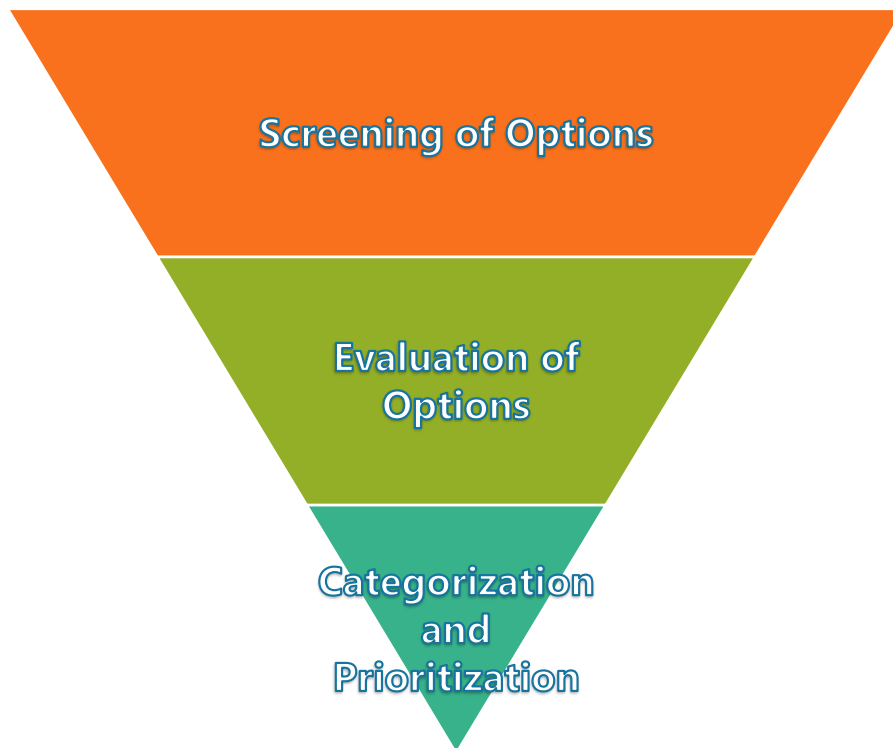 Screening of Options
Evaluation of
Options
Categorization
and
Prioritization